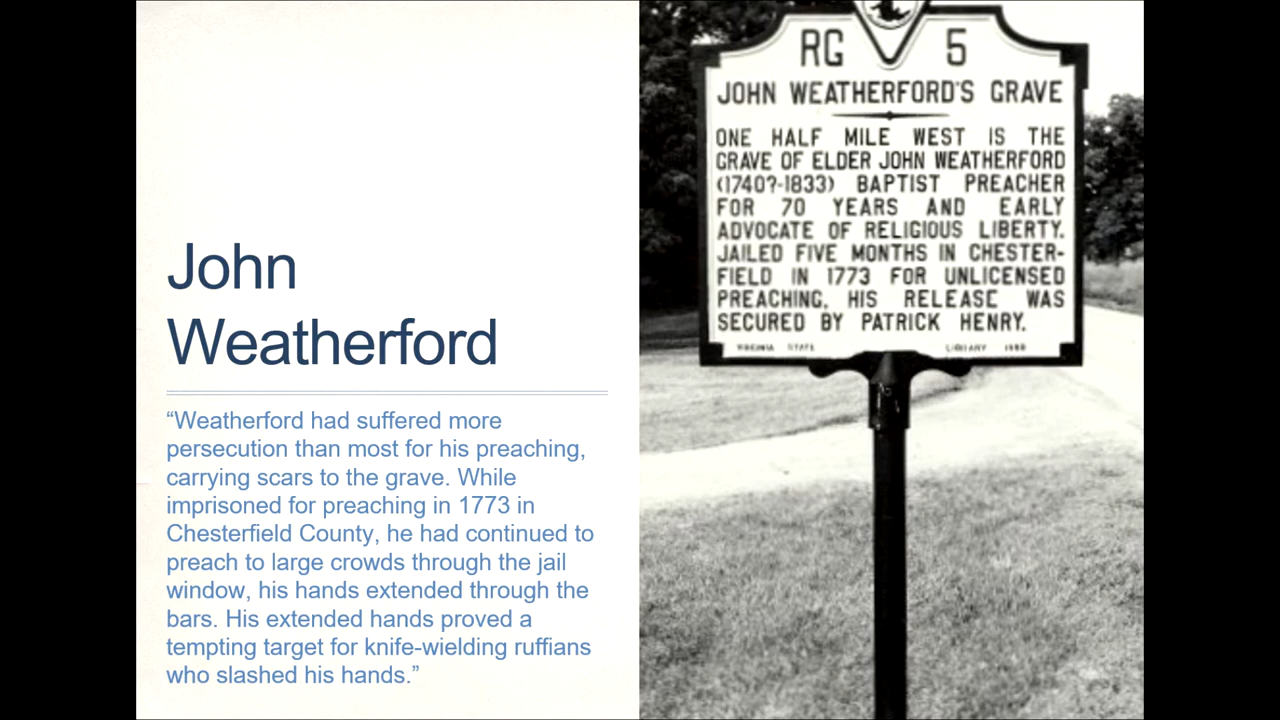 John
Weatherford
“Weatherford had suffered more
persecution than most for his preaching,
carrying scars to the grave. While
imprisoned for preaching in 1773 in
Chesterfield County, he had continued to
preach to large crowds through the jail
window, his hands extended through the
bars. His extended hands proved a
tempting target for knife-wielding ruffians
who slashed his hands.”
RG 5
JOHN WEATHERFORD'S GRAVE
ONE HALF MILE WEST IS THE
GRAVE OF ELDER JOHN WEATHERFORD
(1740?-1833) BAPTIST PREACHER
FOR 70 YEARS AND EARLY
ADVOCATE OF RELIGIOUS LIBERTY.
JAILED FIVE MONTHS IN CHESTER-
FIELD IN 1773 FOR UNLICENSED
PREACHING. HIS RELEASE WAS
SECURED BY PATRICK HENRY.
VIRGINIA STATE LIBRARY